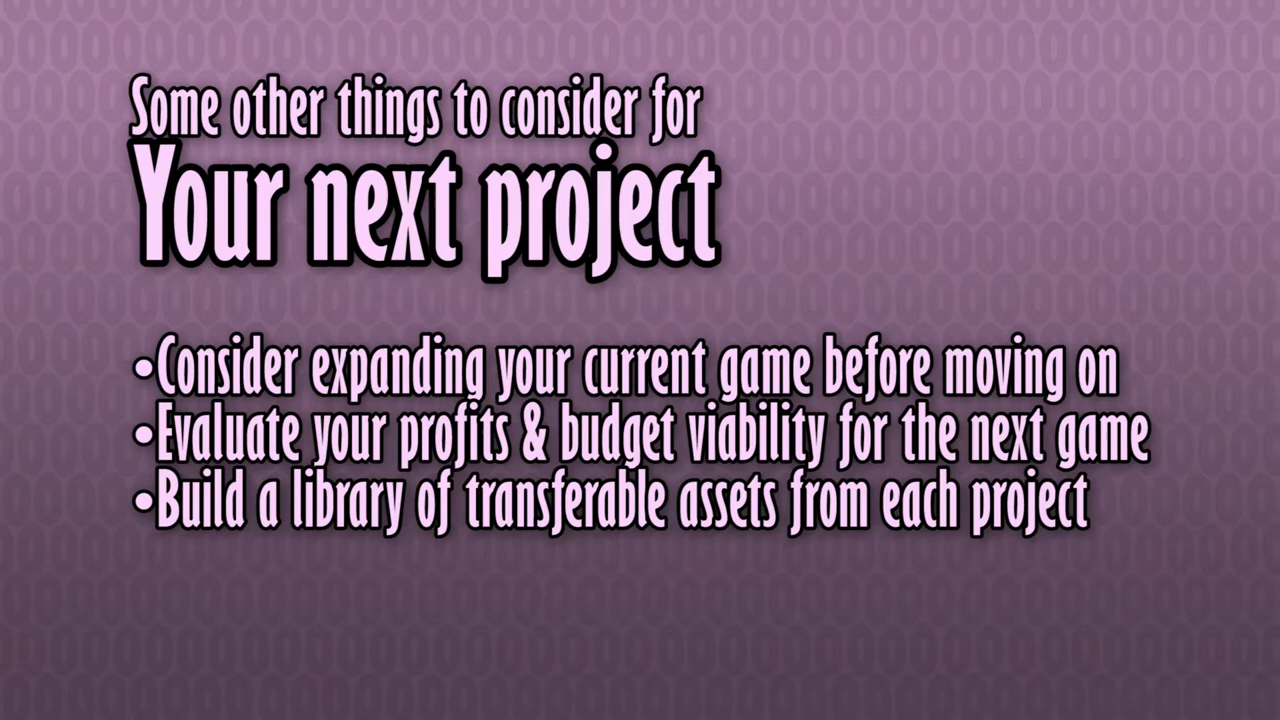 Some other things to consider for
Your next project
•Consider expanding your current game before moving on
•Evaluate your profits & budget viability for the next game
•Build a library of transferable assets from each project